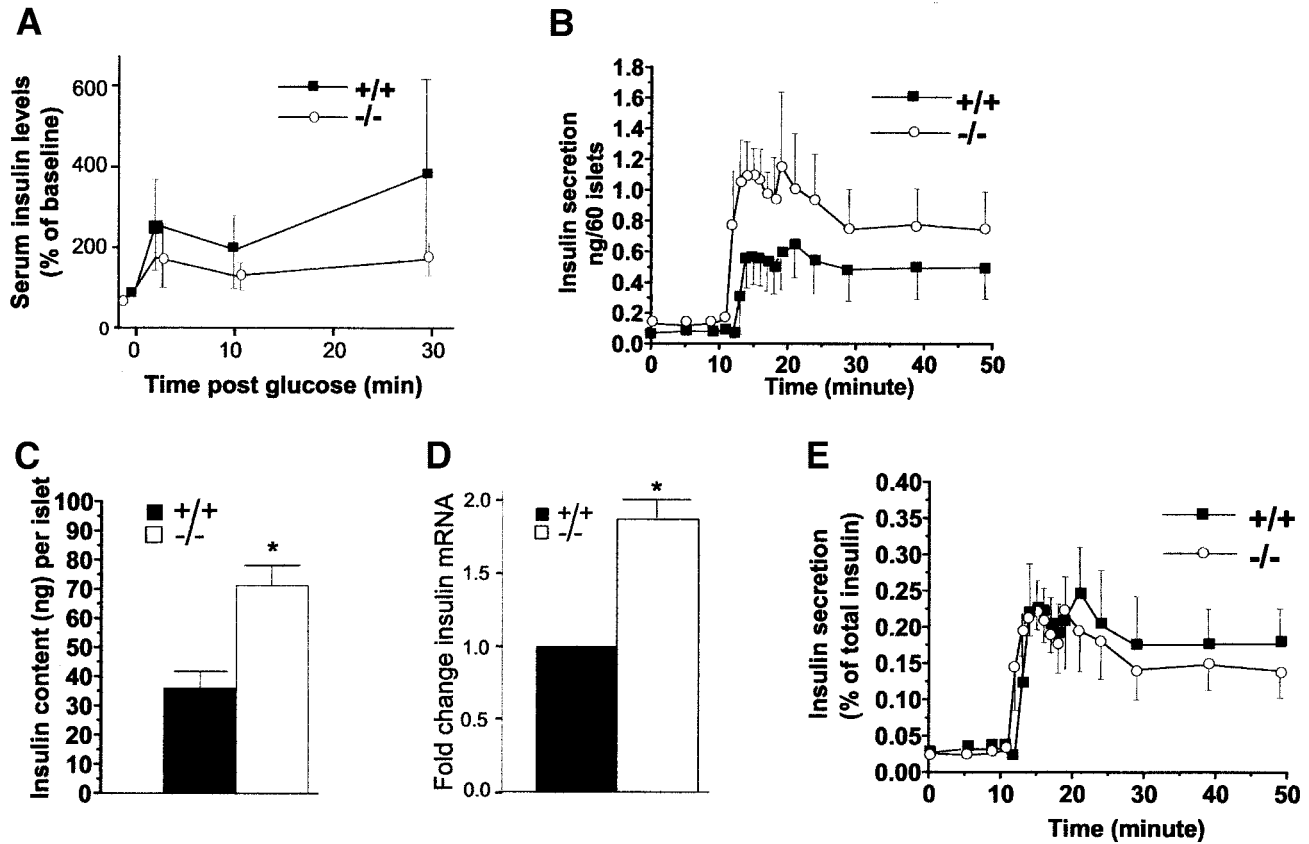 A
Serum insulin levels
(% of baseline)
600
400
200
0
+/+
-/-
0 10 20 30
Time post glucose (min)
B
Insulin secretion
ng/60 islets
1.8
1.6
1.4
1.2
1.0
0.8
0.6
0.4
0.2
0.0
+/+
-/-
0 10 20 30 40 50
Time (minute)
C
Insulin content (ng) per islet
100
90
80
70
60
50
40
30
20
10
0
+/+
-/-
*
D
Fold change insulin mRNA
2.0
1.5
1.0
0.5
0.0
+/+
-/-
*
E
Insulin secretion
(% of total insulin)
0.40
0.35
0.30
0.25
0.20
0.15
0.10
0.05
0.00
+/+
-/-
0 10 20 30 40 50
Time (minute)